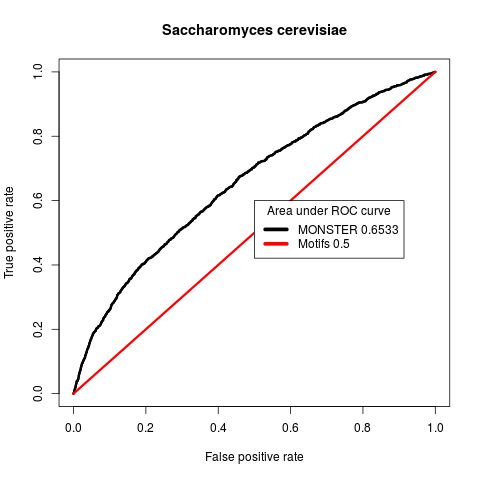 Saccharomyces cerevisiae
True positive rate
1.0
0.8
0.6
0.4
0.2
0.0
Area under ROC curve
MONSTER 0.6533
Motifs 0.5
0.0 0.2 0.4 0.6 0.8 1.0
False positive rate